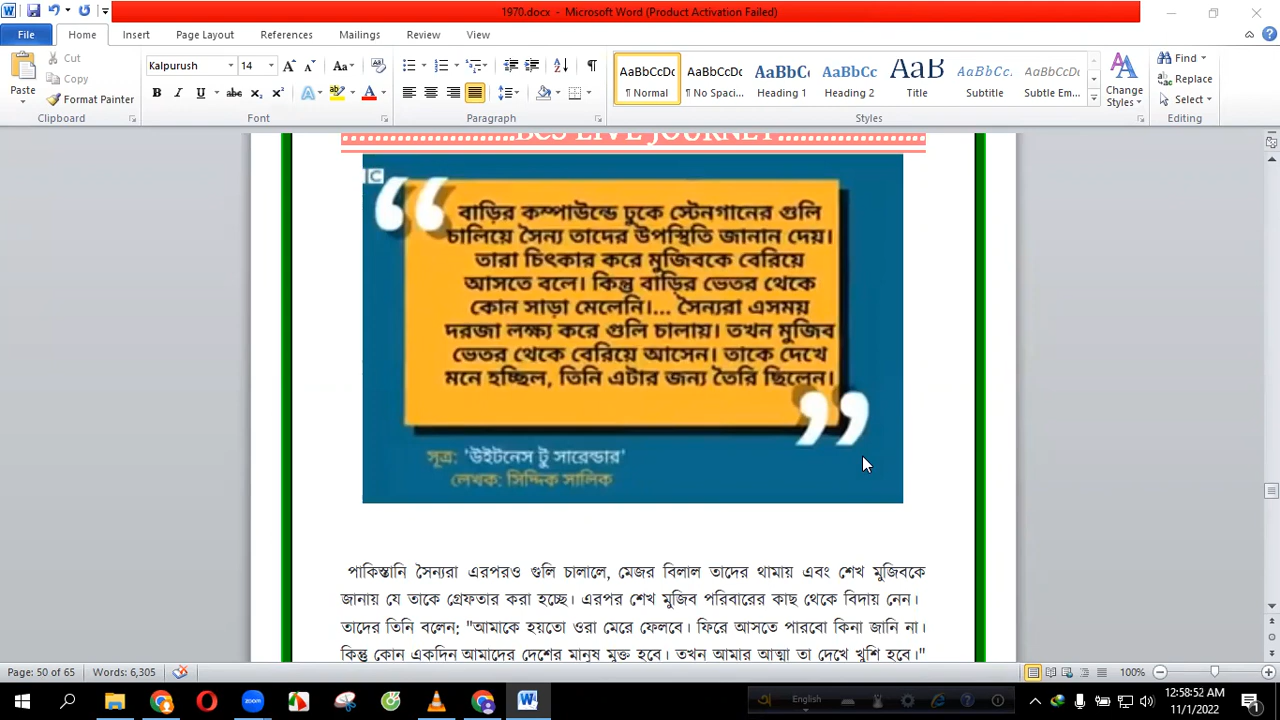 1970.docx - Microsoft Word (Product Activation Failed)
File Home Insert Page Layout References Mailings Review View
Paste
Cut
Copy
Format Painter
Kalpurush 14
AaBbCcDc AaBbCcDc AaBbCc AaBbCc AaB AaBbCcDc AaBbCcDc
¶ Normal ¶ No Spaci... Heading 1 Heading 2 Title Subtitle Subtle Em...
Change Styles
Find
Replace
Select
Clipboard Font Paragraph Styles Editing
BCS LIVE JOURNEY
বাড়ির কম্পাউন্ডে ঢুকে স্টেনগানের গুলি
চালিয়ে সৈন্য তাদের উপস্থিতি জানান দেয়।
তারা চিৎকার করে মুজিবকে বেরিয়ে
আসতে বলে। কিন্তু বাড়ির ভেতর থেকে
কোন সাড়া মেলেনি।... সৈন্যরা এসময়
দরজা লক্ষ্য করে গুলি চালায়। তখন মুজিব
ভেতর থেকে বেরিয়ে আসেন। তাকে দেখে
মনে হচ্ছিল, তিনি এটার জন্য তৈরি ছিলেন।
সূত্র: 'উইটনেস টু সারেন্ডার'
লেখক: সিদ্দিক সালিক
পাকিস্তানি সৈন্যরা এরপরও গুলি চালালে, মেজর বিলাল তাদের থামায় এবং শেখ মুজিবকে
জানায় যে তাকে গ্রেফতার করা হচ্ছে। এরপর শেখ মুজিব পরিবারের কাছ থেকে বিদায় নেন।
তাদের তিনি বলেন: "আমাকে হয়তো ওরা মেরে ফেলবে। ফিরে আসতে পারবো কিনা জানি না।
কিন্তু কোন একদিন আমাদের দেশের মানুষ মুক্ত হবে। তখন আমার আত্মা তা দেখে খুশি হবে।"
Page: 50 of 65 Words: 6,305 100%
English
12:58:52 AM
11/1/2022